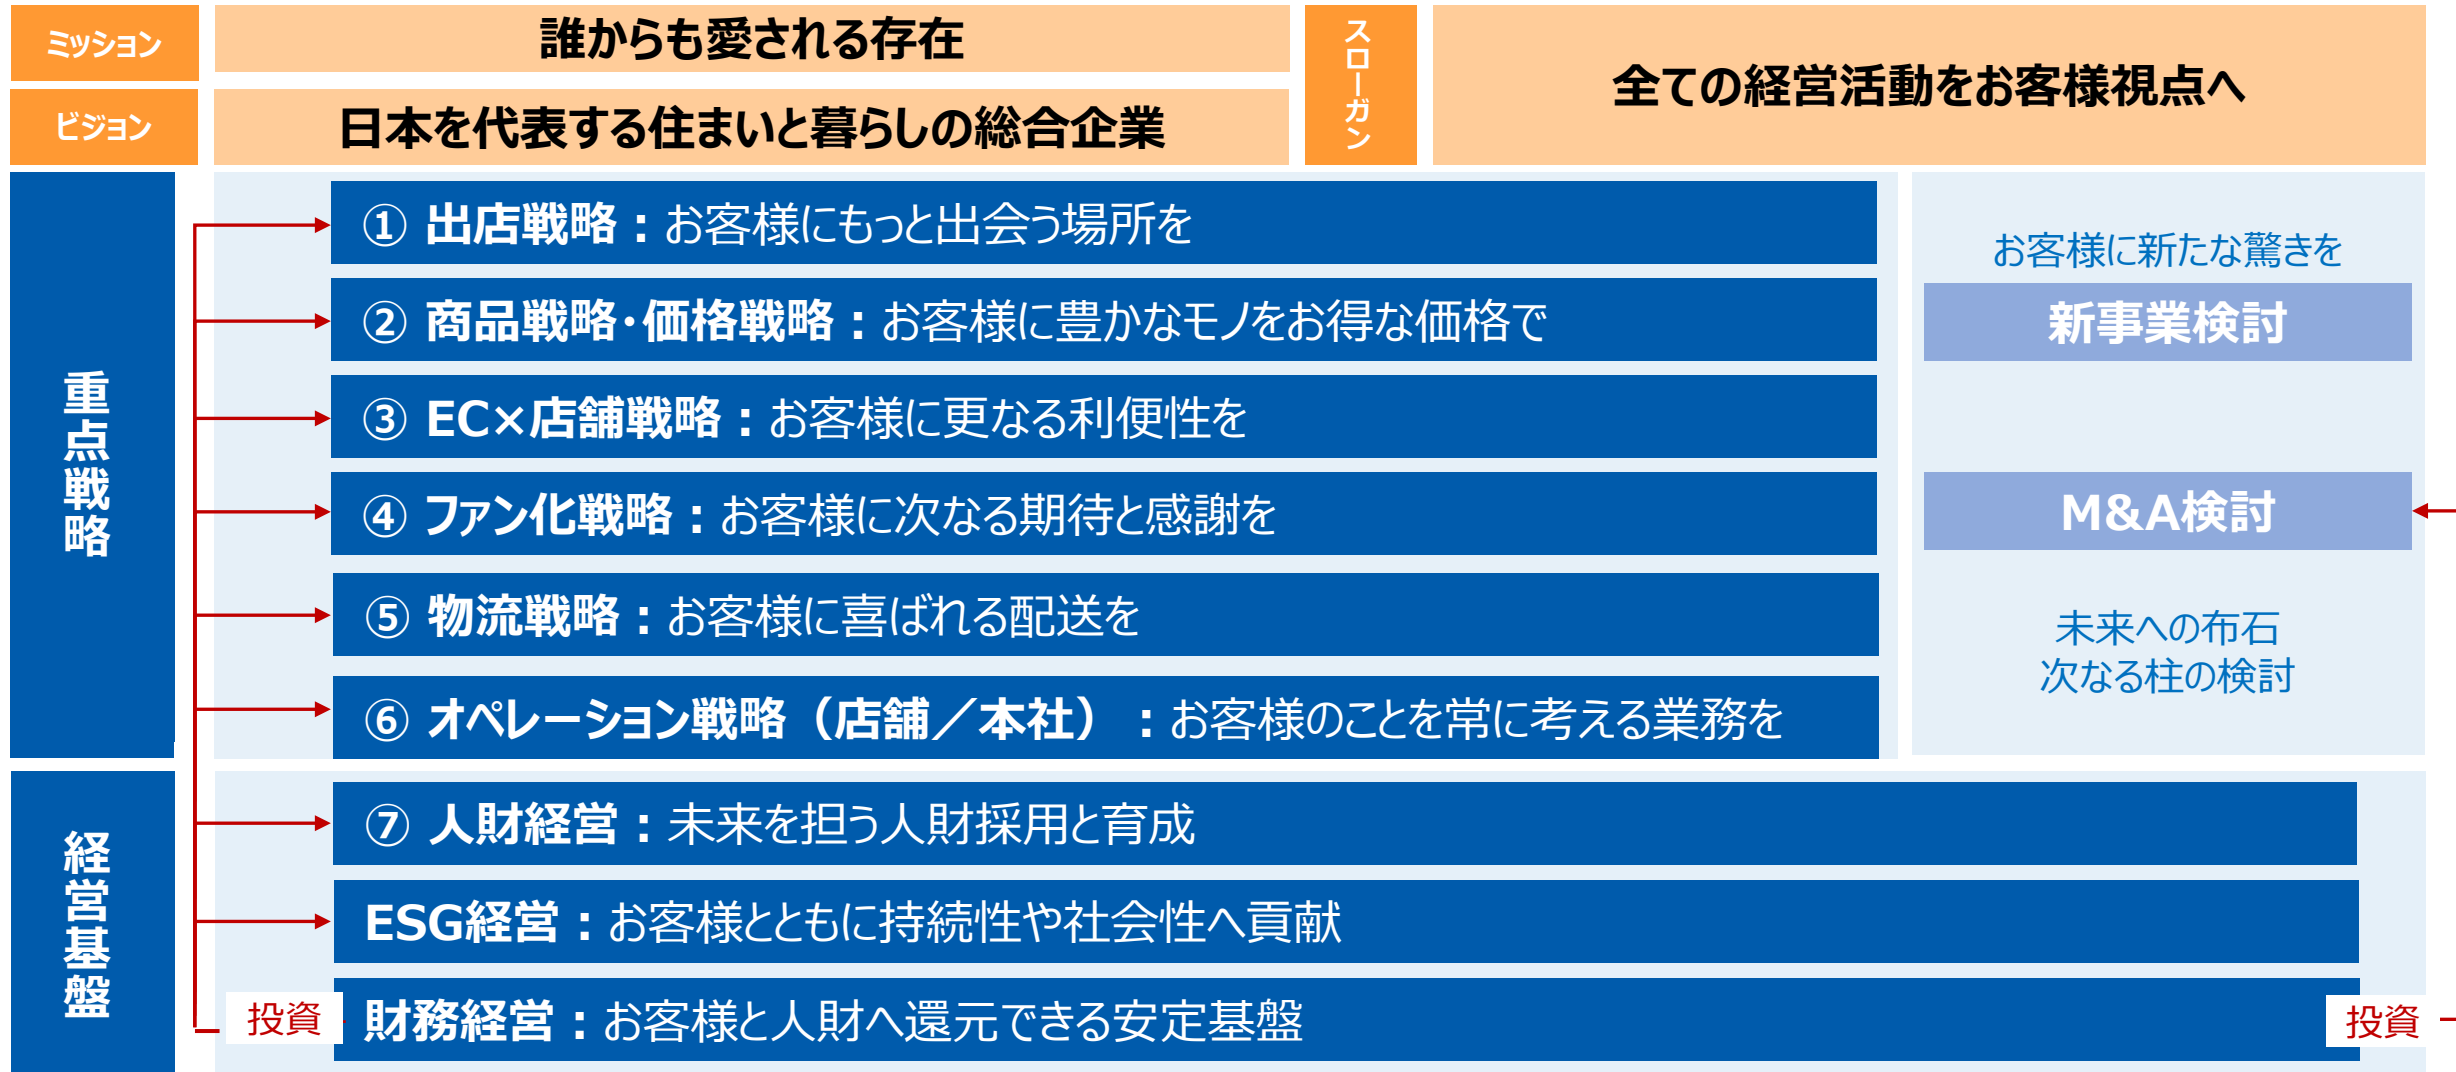 ミッション
誰からも愛される存在
ビジョン
日本を代表する住まいと暮らしの総合企業
スローガン
全ての経営活動をお客様視点へ
重点戦略
① 出店戦略：お客様にもっと出会う場所を
② 商品戦略・価格戦略：お客様に豊かなモノをお得な価格で
③ EC×店舗戦略：お客様に更なる利便性を
④ ファン化戦略：お客様に次なる期待と感謝を
⑤ 物流戦略：お客様に喜ばれる配送を
⑥ オペレーション戦略（店舗／本社）：お客様のことを常に考える業務を
お客様に新たな驚きを
新事業検討
M&A検討
未来への布石
次なる柱の検討
経営基盤
⑦ 人財経営：未来を担う人財採用と育成
ESG経営：お客様とともに持続性や社会性へ貢献
投資
財務経営：お客様と人財へ還元できる安定基盤
投資